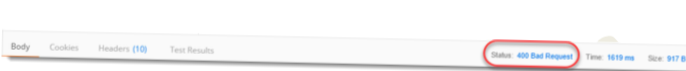 Body Cookies Headers (10) Test Results Status: 400 Bad Request Time: 1619 ms Size: 917 B